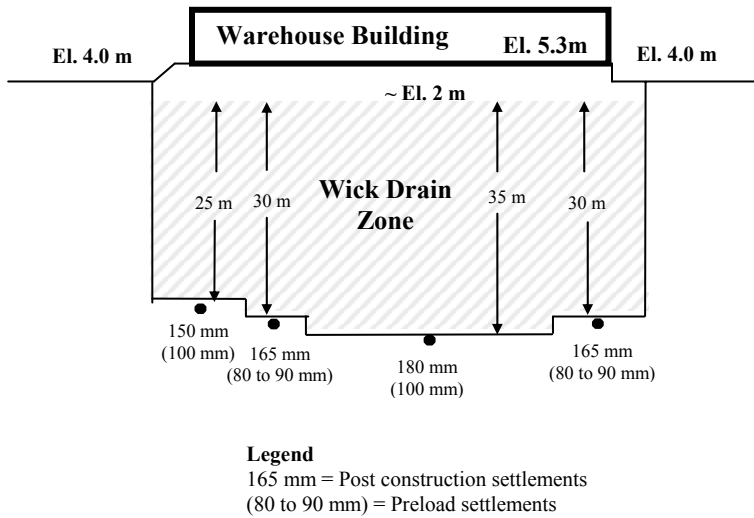 Warehouse Building
El. 5.3m
El. 4.0 m
El. 4.0 m
~ El. 2 m
25 m
30 m
Wick Drain
Zone
35 m
30 m
150 mm
(100 mm)
165 mm
(80 to 90 mm)
180 mm
(100 mm)
165 mm
(80 to 90 mm)
Legend
165 mm = Post construction settlements
(80 to 90 mm) = Preload settlements